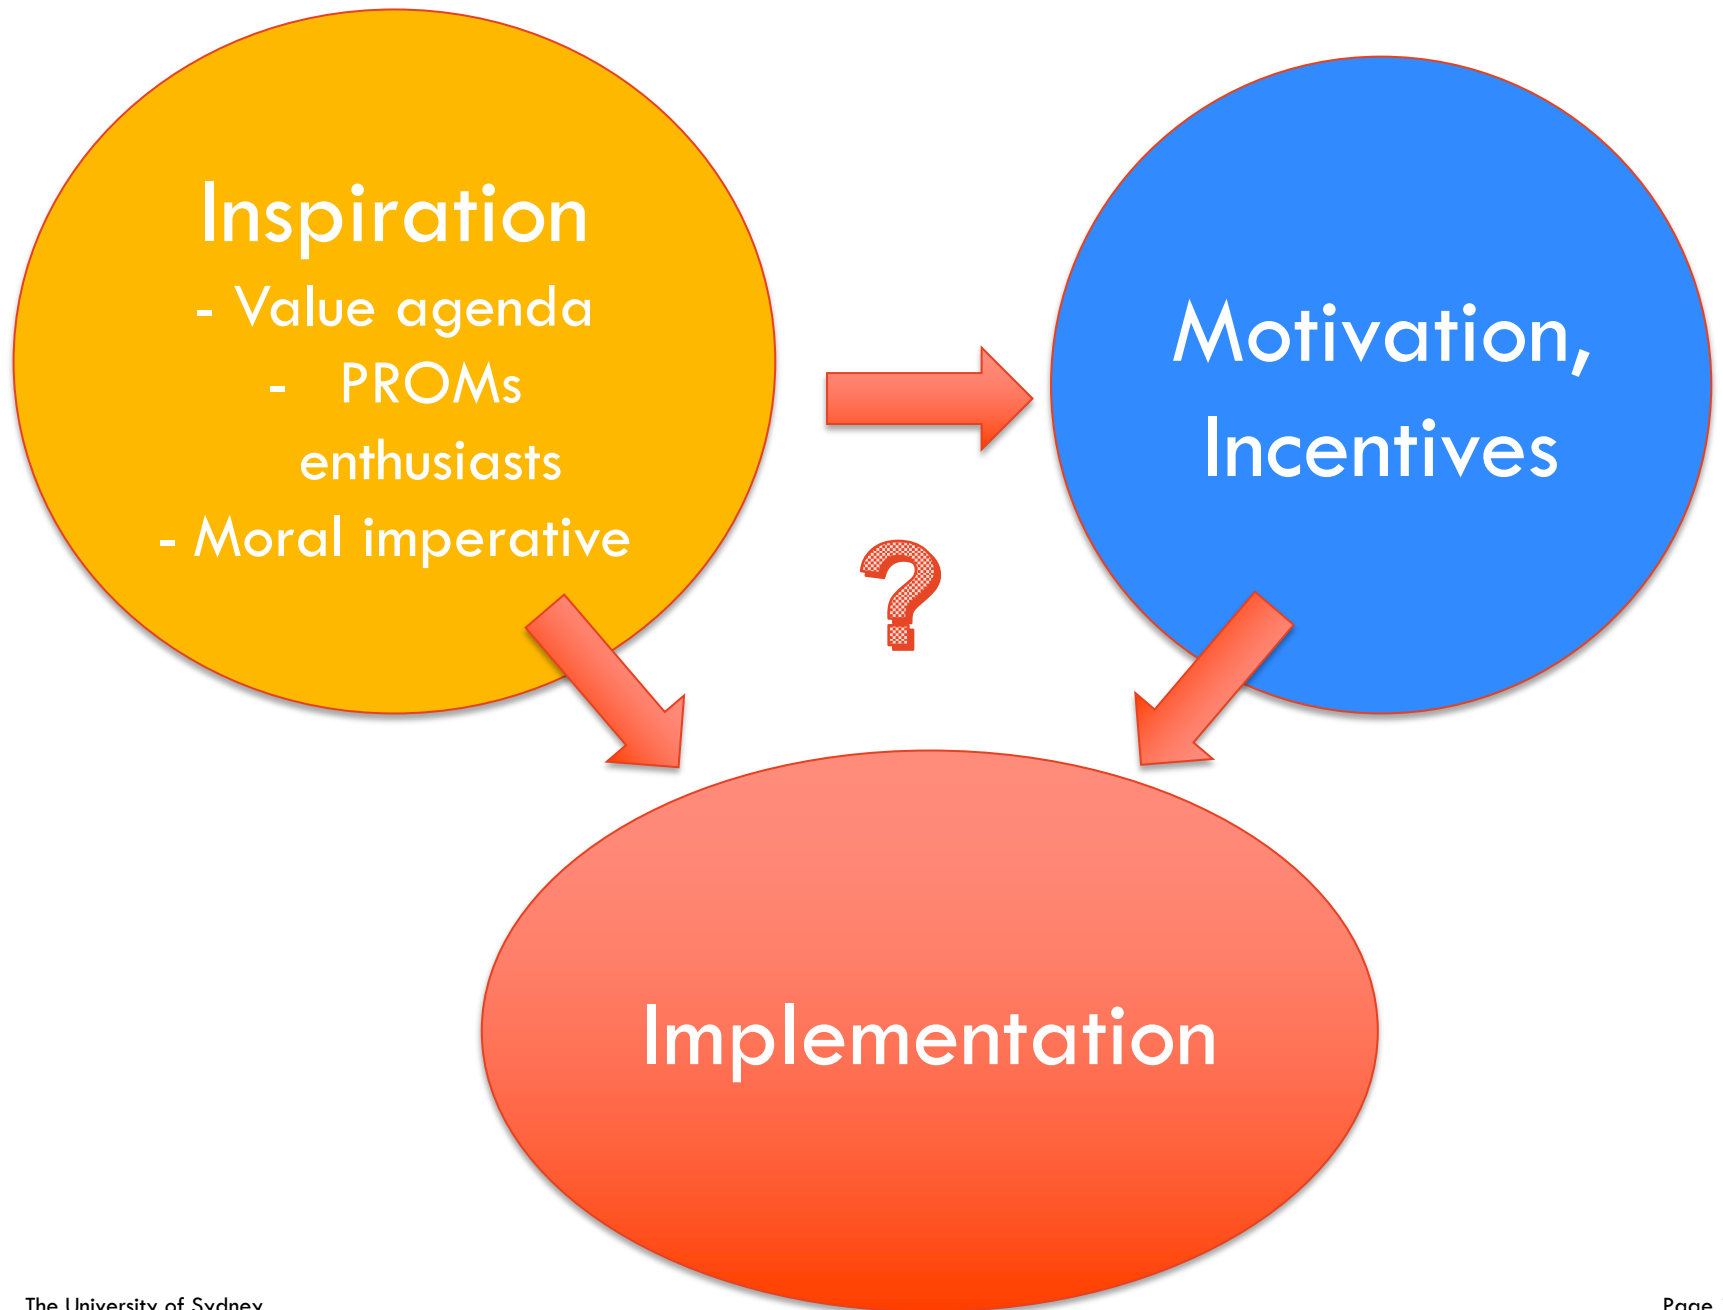 Inspiration
- Value agenda
- PROMs
enthusiasts
- Moral imperative
Motivation,
Incentives
?
Implementation
The University of Sydney
Page